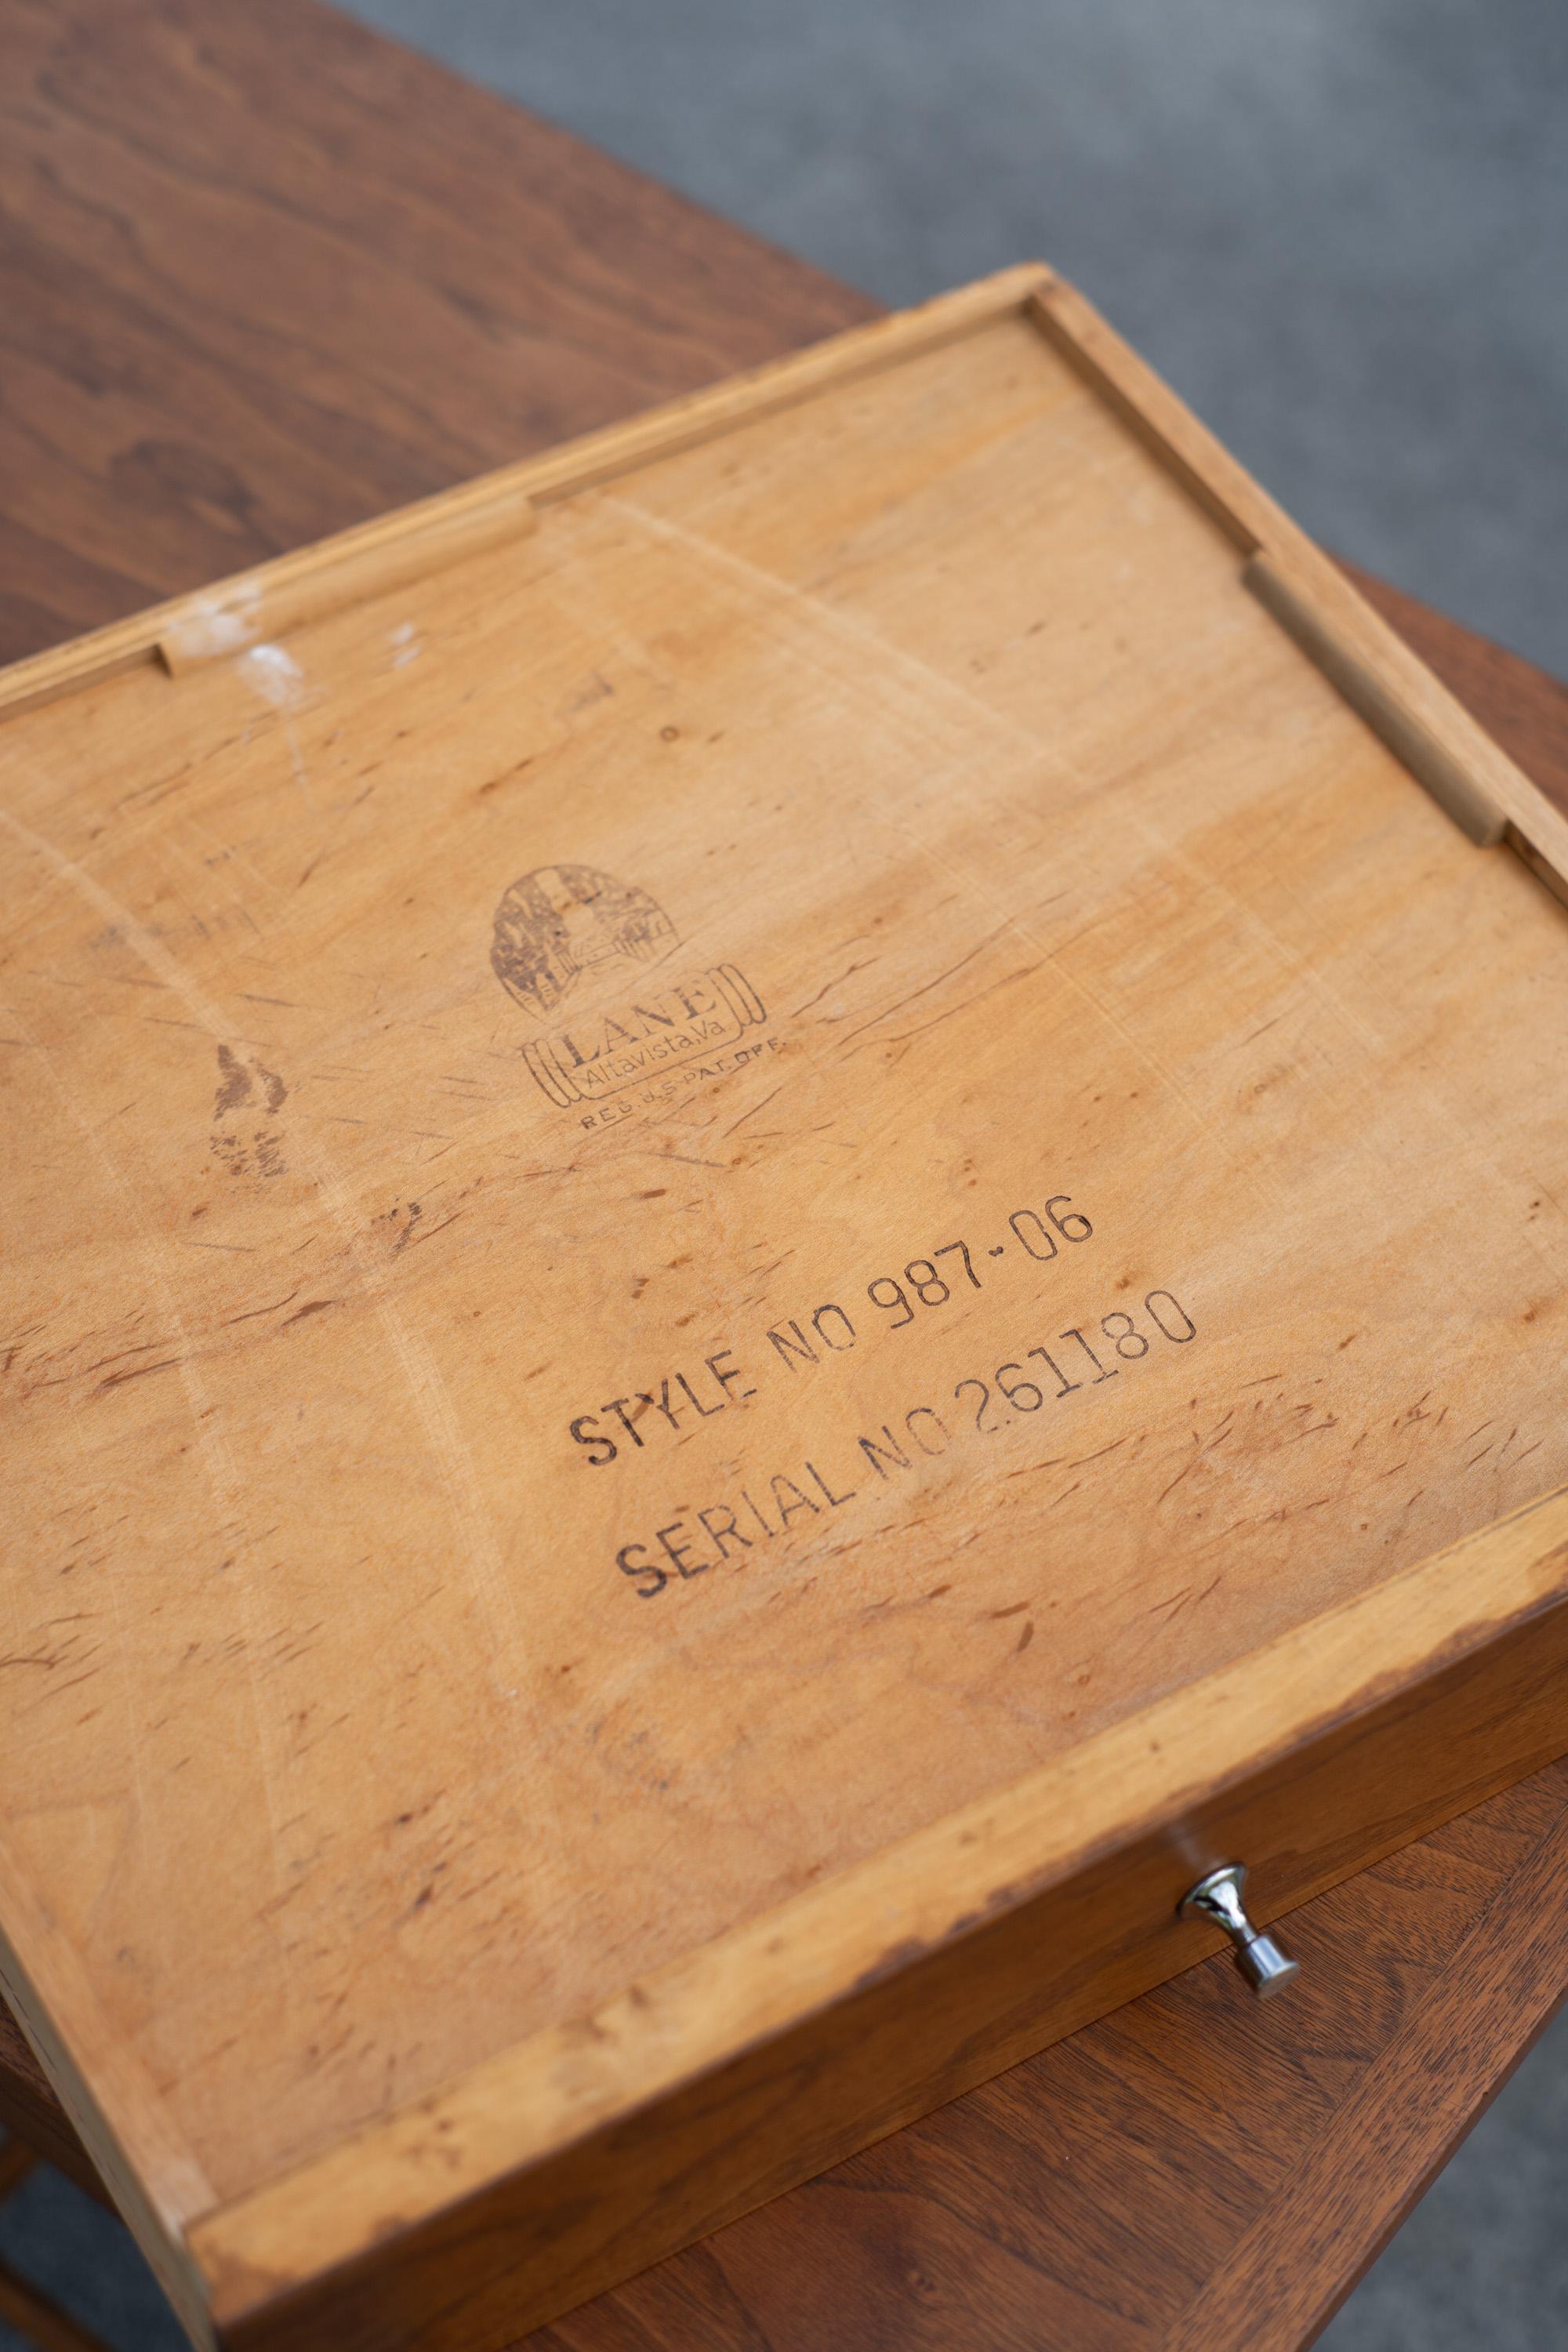 LANE
Altavista, Va
REG. U.S. PAT. OFF.
STYLE NO 987-06
SERIAL NO 261180